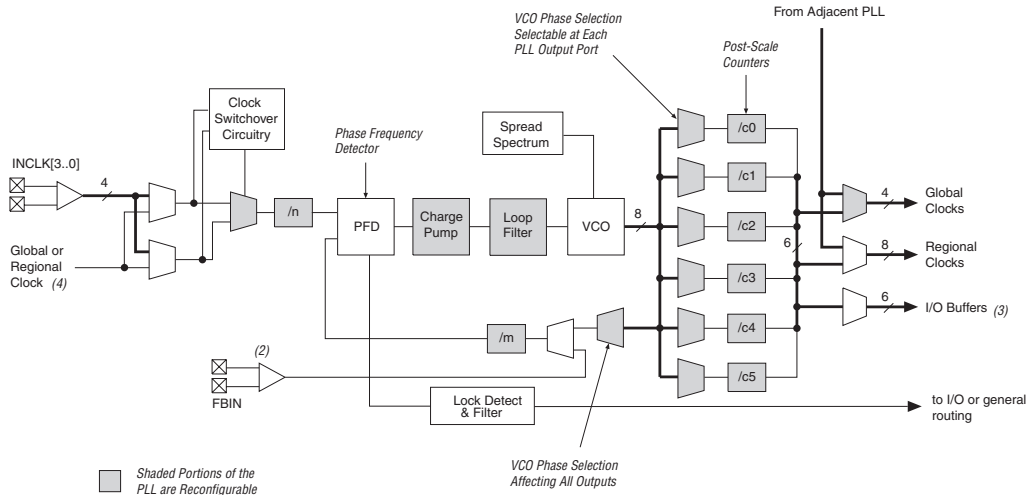 From Adjacent PLL
VCO Phase Selection
Selectable at Each
PLL Output Port
Post-Scale
Counters
Clock
Switchover
Circuitry
Phase Frequency
Detector
Spread
Spectrum
INCLK[3..0]
4
/n
PFD
Charge
Pump
Loop
Filter
VCO
8
/c0
/c1
/c2
/c3
/c4
/c5
6
4
Global
Clocks
8
Regional
Clocks
6
I/O Buffers (3)
Global or
Regional
Clock (4)
/m
(2)
FBIN
Lock Detect
& Filter
to I/O or general
routing
VCO Phase Selection
Affecting All Outputs
Shaded Portions of the
PLL are Reconfigurable